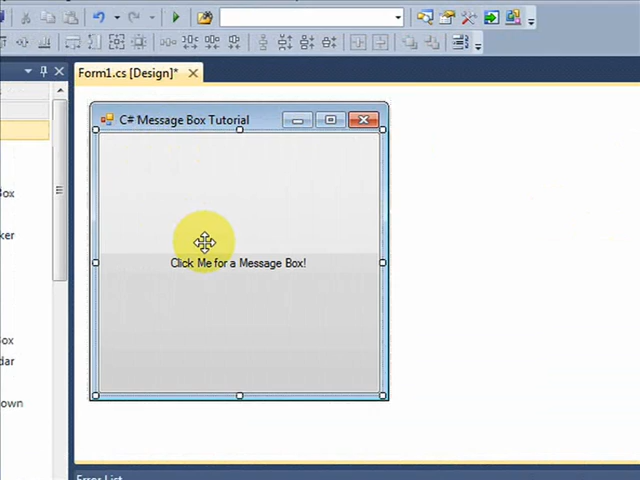 Form1.cs [Design]*
C# Message Box Tutorial
Box
ker
Click Me for a Message Box!
Box
dar
own
Error List